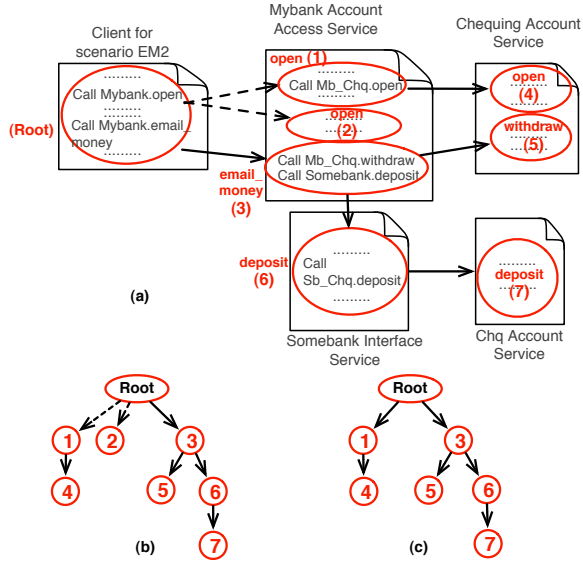 Client for
scenario EM2
Mybank Account
Access Service
Chequing Account
Service
open (1)
.........
Call Mybank.open
.........
.........
Call Mybank.email_
money
.........
(Root)
.........
Call Mb_Chq.open
.........
open
.........
(2)
Call Mb_Chq.withdraw
Call Somebank.deposit
email_
money
(3)
open
.........
(4)
.........
withdraw
.........
(5)
.........
deposit
(6)
.........
Call
Sb_Chq.deposit
.........
.........
deposit
.........
(7)
(a)
Somebank Interface
Service
Chq Account
Service
Root
1
2
3
4
5
6
7
(b)
Root
1
3
4
5
6
7
(c)